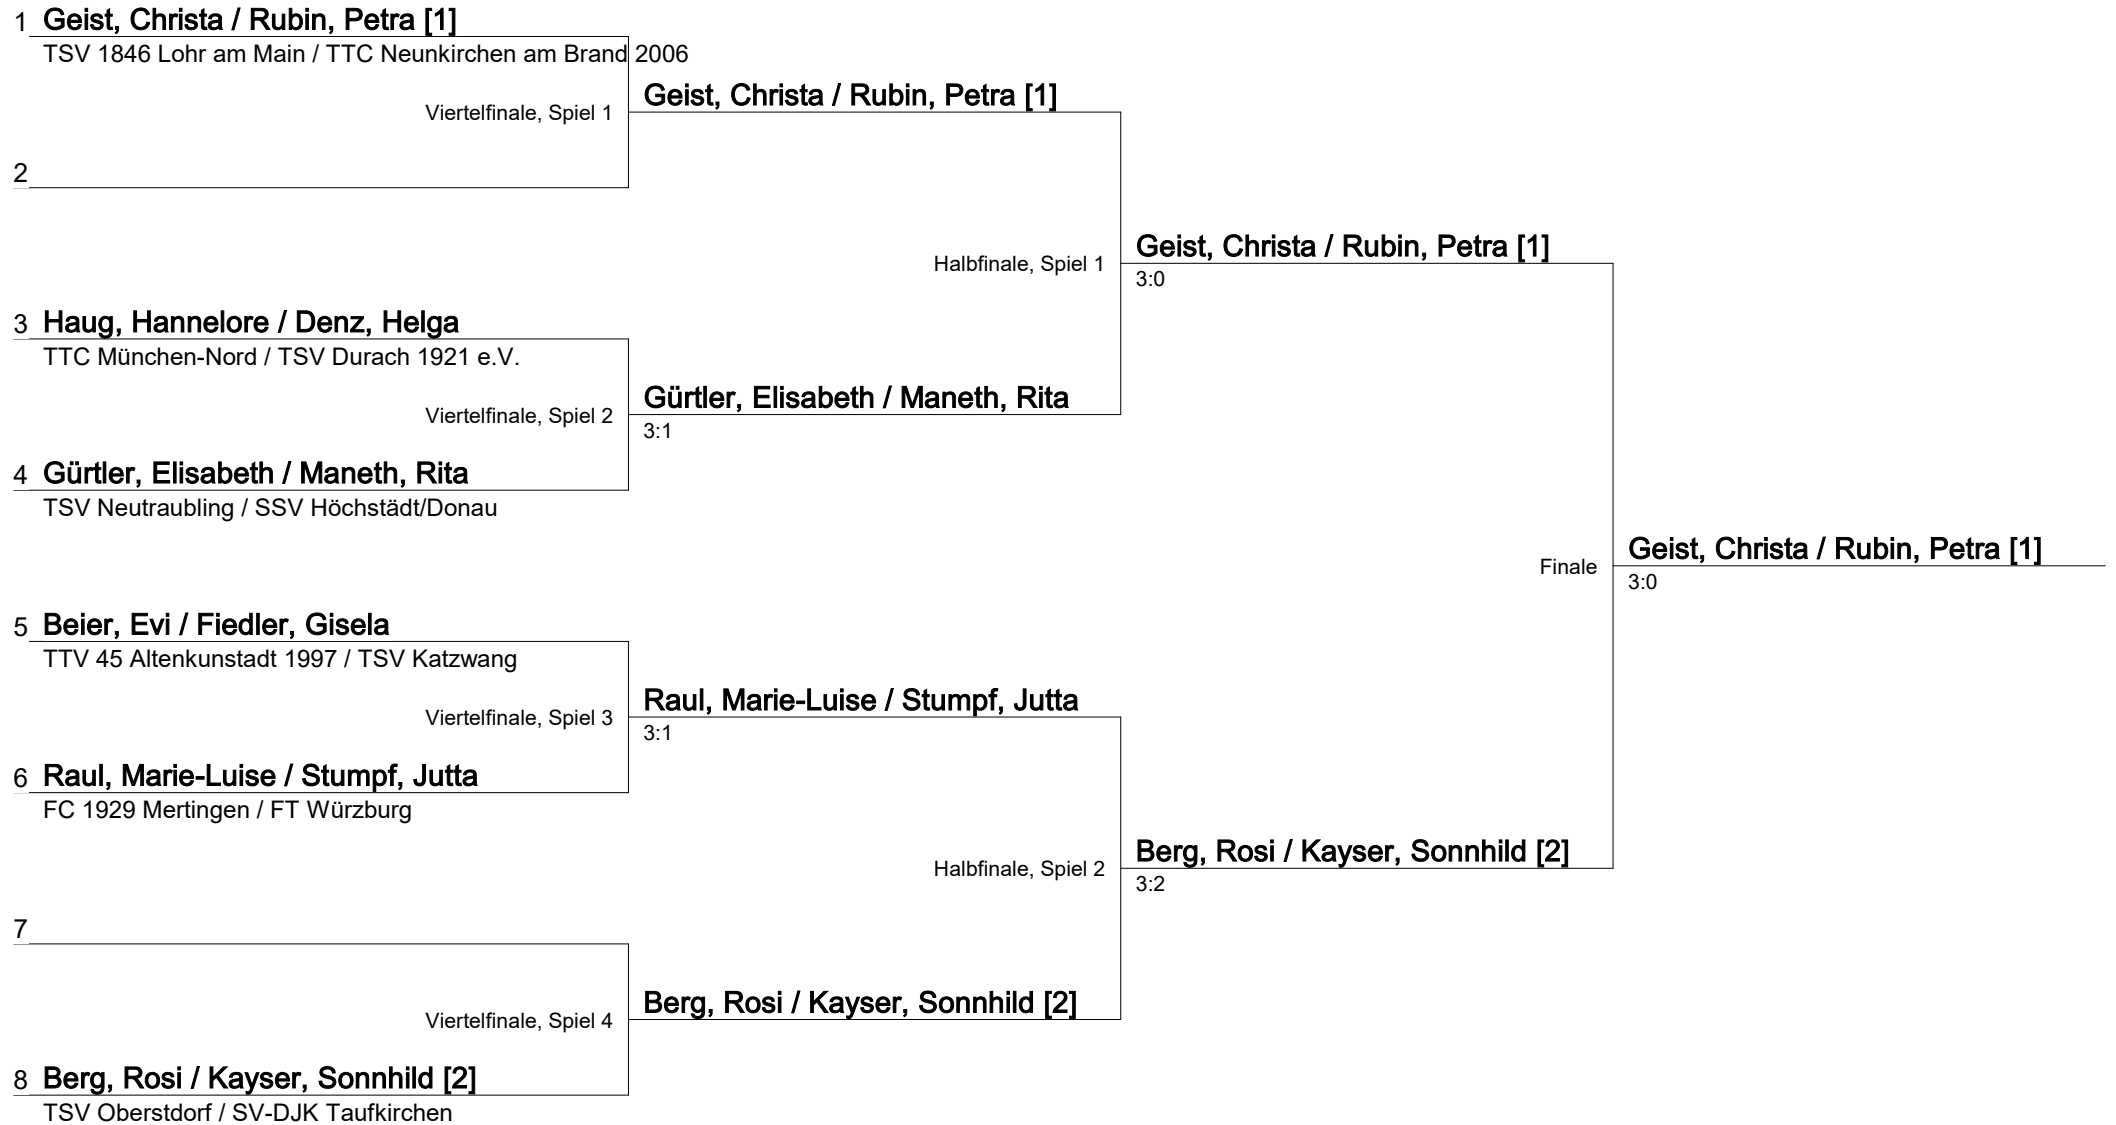 1 Geist, Christa / Rubin, Petra [1]
TSV 1846 Lohr am Main / TTC Neunkirchen am Brand 2006
Geist, Christa / Rubin, Petra [1]
Viertelfinale, Spiel 1
2
Geist, Christa / Rubin, Petra [1]
Halbfinale, Spiel 1
3:0
3 Haug, Hannelore / Denz, Helga
TTC München-Nord / TSV Durach 1921 e.V.
Gürtler, Elisabeth / Maneth, Rita
Viertelfinale, Spiel 2
3:1
4 Gürtler, Elisabeth / Maneth, Rita
TSV Neutraubling / SSV Höchstädt/Donau
Geist, Christa / Rubin, Petra [1]
Finale
3:0
5 Beier, Evi / Fiedler, Gisela
TTV 45 Altenkunstadt 1997 / TSV Katzwang
Raul, Marie-Luise / Stumpf, Jutta
Viertelfinale, Spiel 3
3:1
6 Raul, Marie-Luise / Stumpf, Jutta
FC 1929 Mertingen / FT Würzburg
Berg, Rosi / Kayser, Sonnhild [2]
Halbfinale, Spiel 2
3:2
7
Berg, Rosi / Kayser, Sonnhild [2]
Viertelfinale, Spiel 4
8 Berg, Rosi / Kayser, Sonnhild [2]
TSV Oberstdorf / SV-DJK Taufkirchen